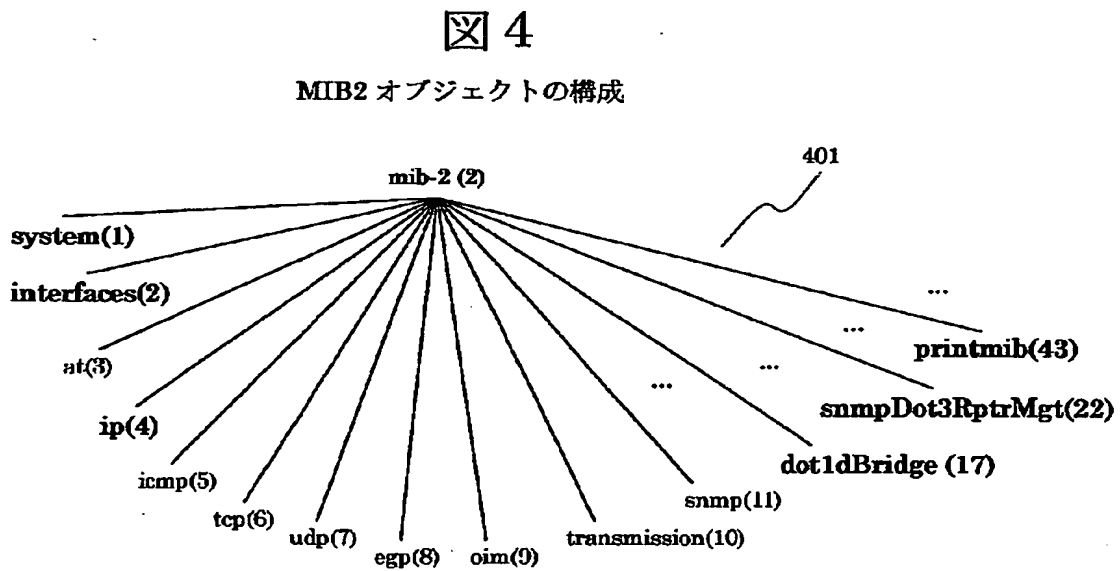 図4
MIB2 オブジェクトの構成
401
mib-2 (2)
system(1)
interfaces(2)
at(3)
ip(4)
icmp(5)
tcp(6)
udp(7)
egp(8)
oim(9)
transmission(10)
snmp(11)
...
dot1dBridge (17)
...
snmpDot3RptrMgt(22)
...
printmib(43)
...